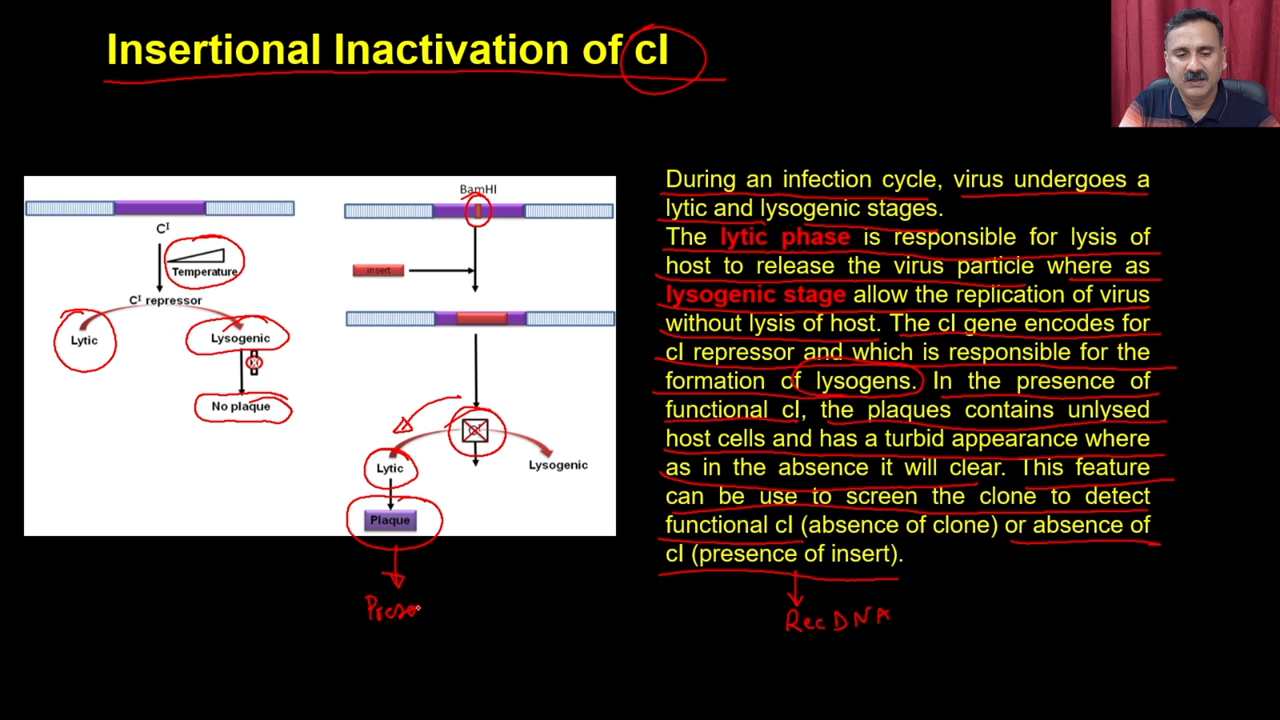 Insertional Inactivation of cI
BamHI
C^I
Temperature
insert
C^I repressor
Lytic
Lysogenic
No plaque
Lytic
Lysogenic
Plaque
During an infection cycle, virus undergoes a
lytic and lysogenic stages.
The lytic phase is responsible for lysis of
host to release the virus particle where as
lysogenic stage allow the replication of virus
without lysis of host. The cI gene encodes for
cI repressor and which is responsible for the
formation of lysogens. In the presence of
functional cI, the plaques contains unlysed
host cells and has a turbid appearance where
as in the absence it will clear. This feature
can be use to screen the clone to detect
functional cI (absence of clone) or absence of
cI (presence of insert).
RecDNA